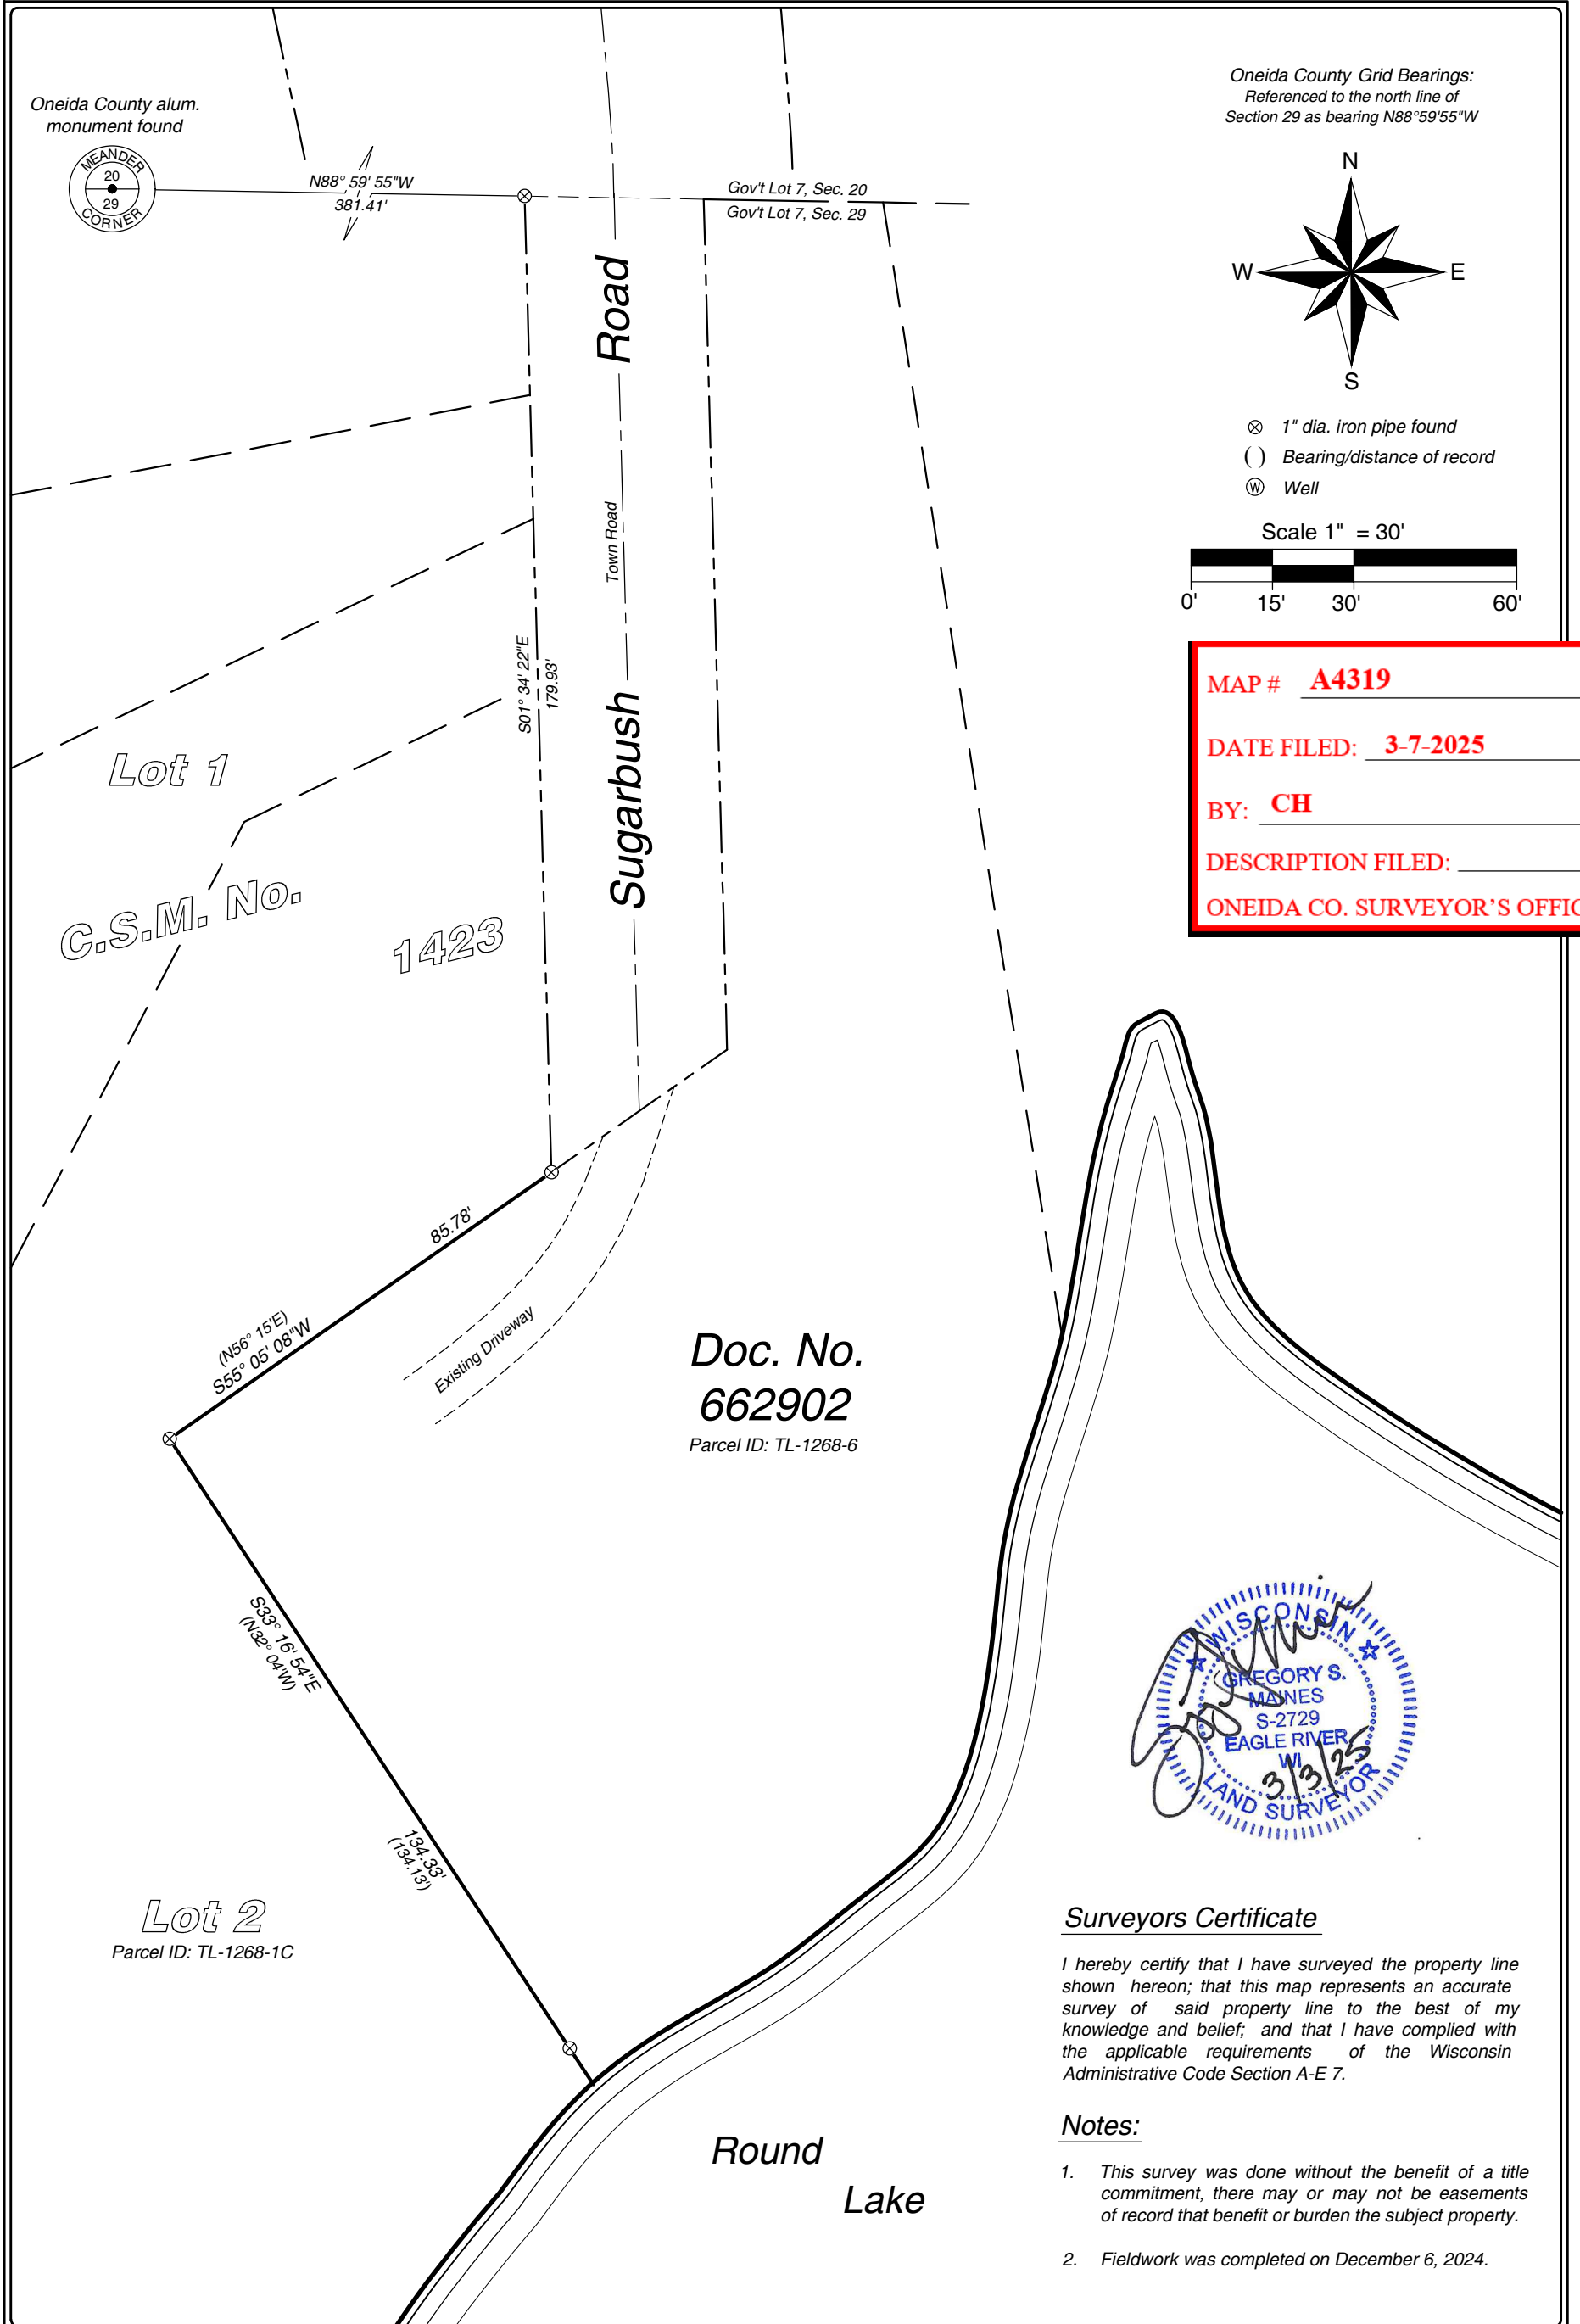 Oneida County alum.
monument found
MEANDER
20
29
CORNER
N88° 59' 55"W
381.41'
Gov't Lot 7, Sec. 20
Gov't Lot 7, Sec. 29
Oneida County Grid Bearings:
Referenced to the north line of
Section 29 as bearing N88°59'55"W
N
W
E
S
⊗ 1" dia. iron pipe found
( ) Bearing/distance of record
Ⓦ Well
Scale 1" = 30'
0' 15' 30' 60'
MAP # A4319
DATE FILED: 3-7-2025
BY: CH
DESCRIPTION FILED:
ONEIDA CO. SURVEYOR'S
Sugarbush Road
Town Road
S01° 34' 22"E
179.93'
Lot 1
C.S.M. No.
1423
85.78'
(N56° 15'E)
S55° 05' 08"W
Existing Driveway
Doc. No.
662902
Parcel ID: TL-1268-6
S33° 16' 54"E
(N32° 04'W)
134.33'
(134.13')
Lot 2
Parcel ID: TL-1268-1C
WISCONSIN
GREGORY S.
MAINES
S-2729
EAGLE RIVER
WI
3/3/25
LAND SURVEYOR
Surveyors Certificate
I hereby certify that I have surveyed the property line
shown hereon; that this map represents an accurate
survey of said property line to the best of my
knowledge and belief; and that I have complied with
the applicable requirements of the Wisconsin
Administrative Code Section A-E 7.
Notes:
1. This survey was done without the benefit of a title
commitment, there may or may not be easements
of record that benefit or burden the subject property.
2. Fieldwork was completed on December 6, 2024.
Round
Lake